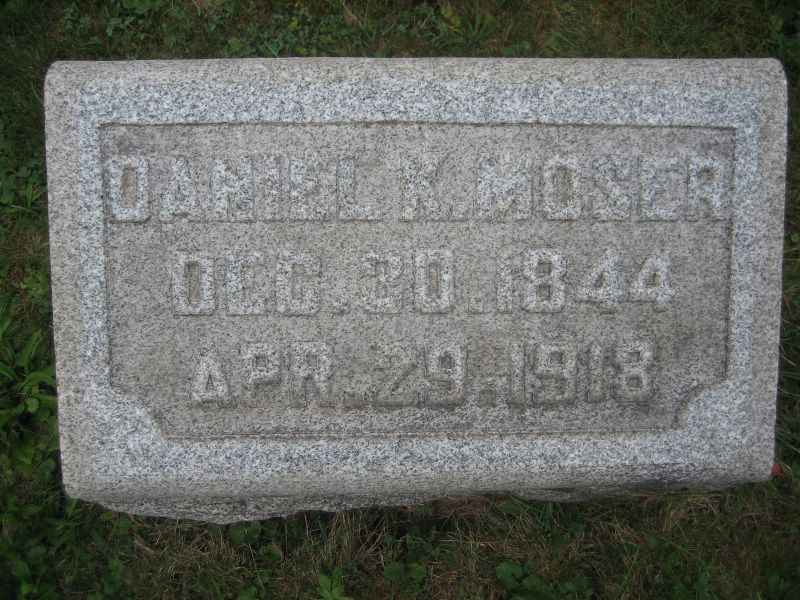 DANIEL K. MOSER
DEC. 30. 1844
APR. 29. 1918